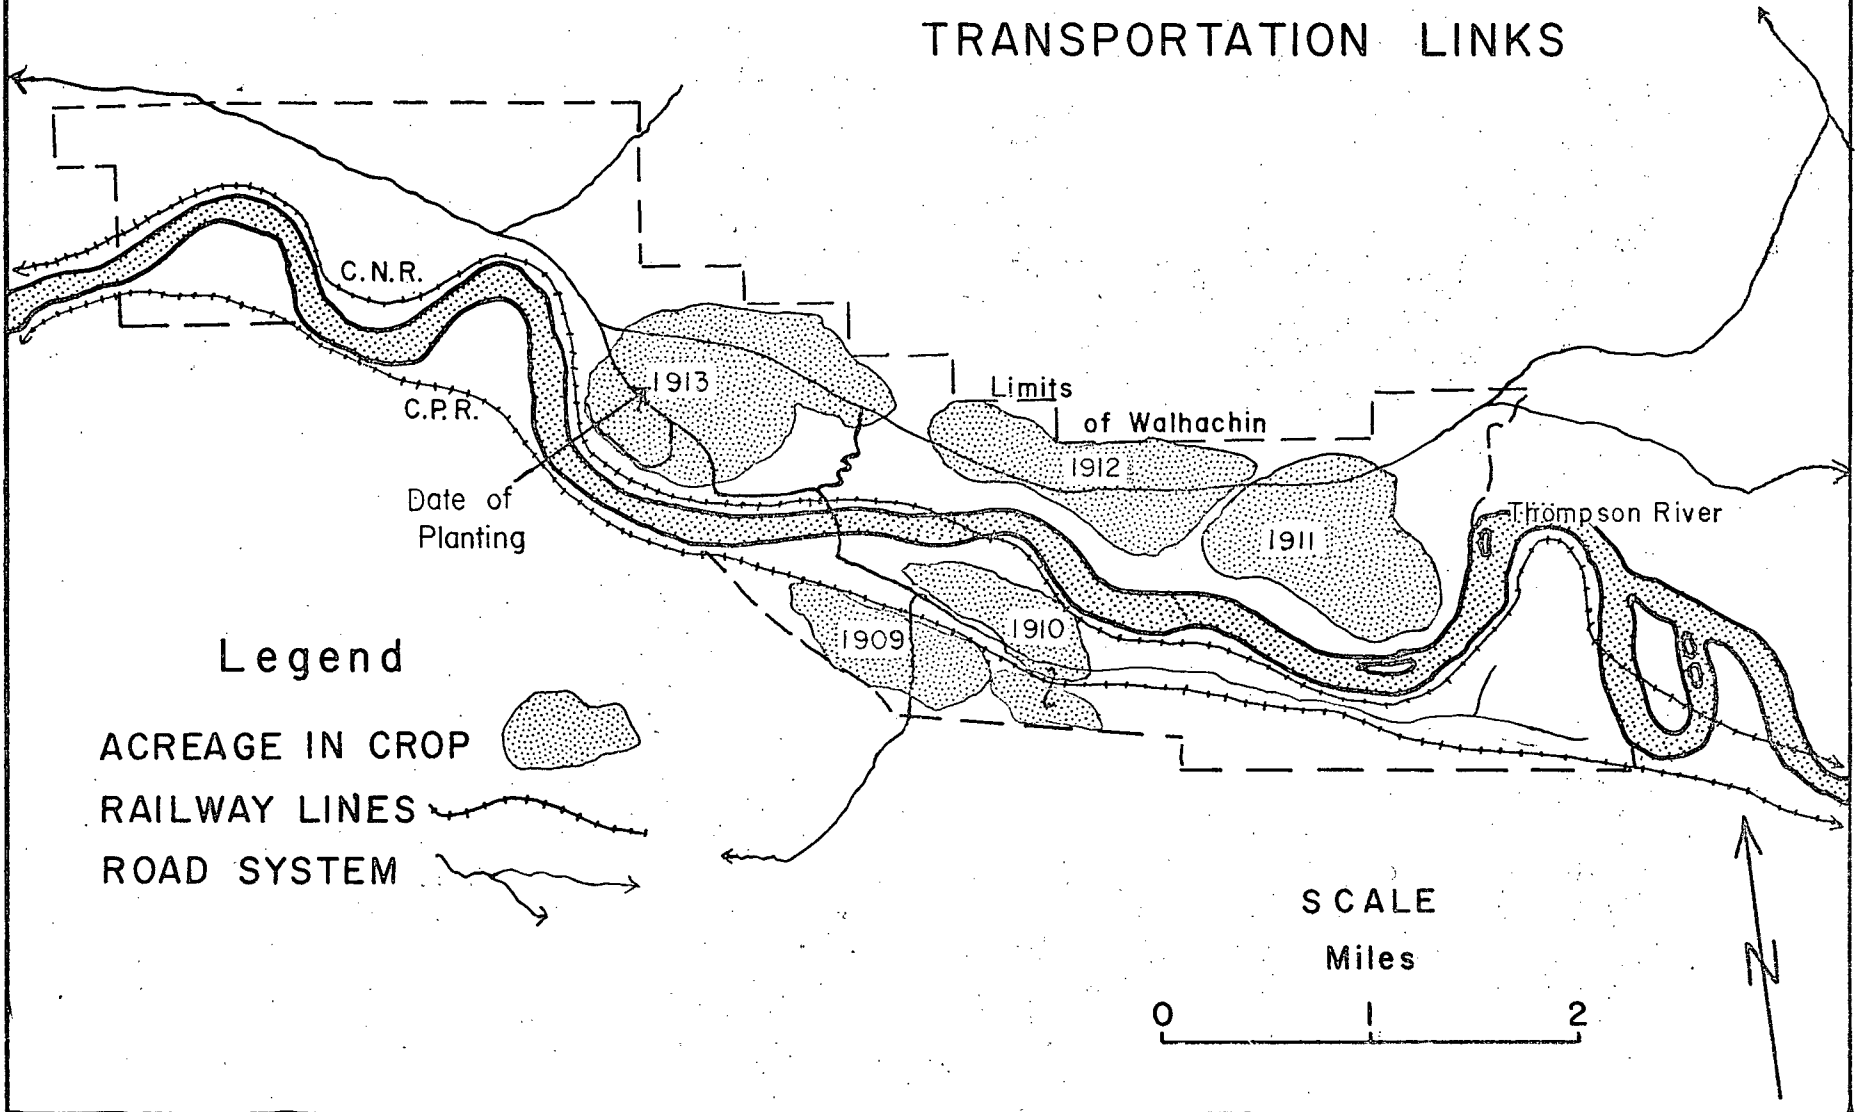 TRANSPORTATION LINKS
C.N.R.
1913
C.P.R.
Limits
of Walhachin
1912
Date of
Planting
Thompson River
1911
1909
1910
Legend
ACREAGE IN CROP
RAILWAY LINES
ROAD SYSTEM
SCALE
Miles
0 1 2
N